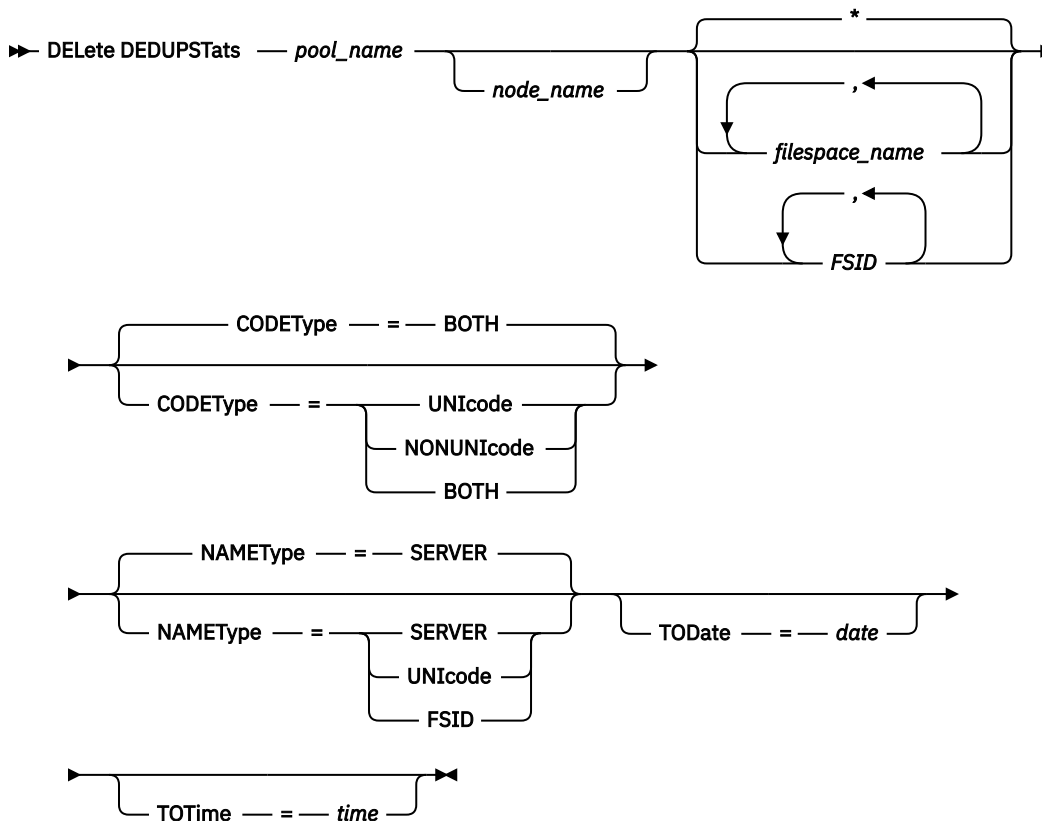 *
DELete DEDUPSTats pool_name
node_name
,
filespace_name
,
FSID
CODEType = BOTH
CODEType = UNIcode
NONUNIcode
BOTH
NAMEType = SERVER
NAMEType = SERVER
UNIcode
FSID
TODate = date
TOTime = time